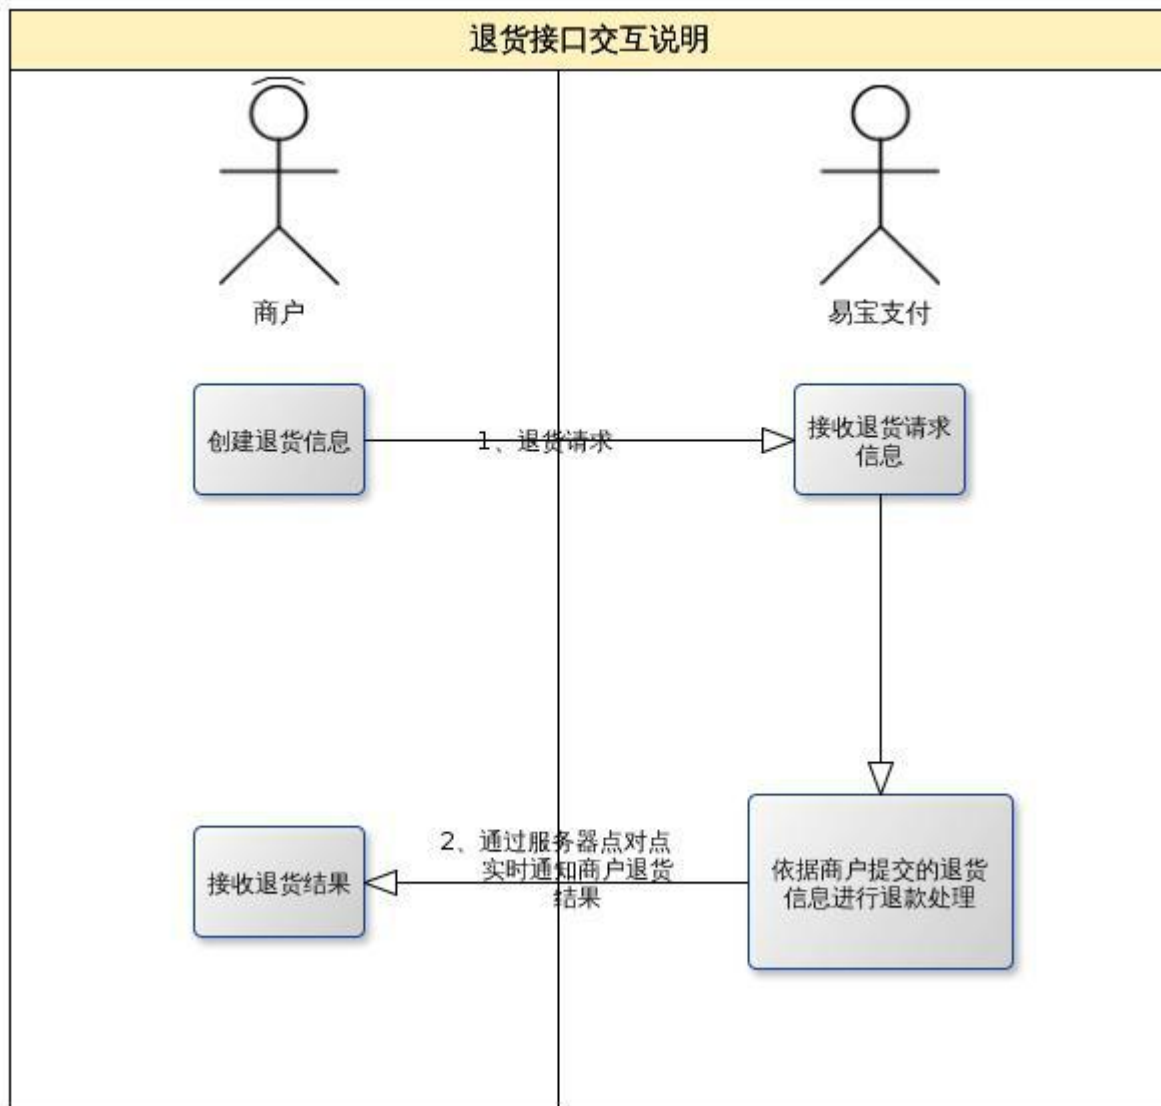 退货接口交互说明
商户
易宝支付
创建退货信息
1、退货请求
接收退货请求
信息
接收退货结果
2、通过服务器点对点
实时通知商户退货
结果
依据商户提交的退货
信息进行退款处理